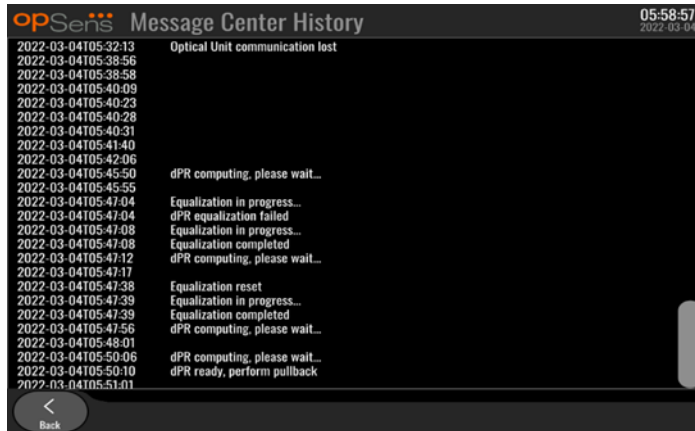 opSens Message Center History
05:58:57
2022-03-04
2022-03-04T05:32:13 Optical Unit communication lost
2022-03-04T05:38:56
2022-03-04T05:38:58
2022-03-04T05:40:09
2022-03-04T05:40:23
2022-03-04T05:40:28
2022-03-04T05:40:31
2022-03-04T05:41:40
2022-03-04T05:42:06
2022-03-04T05:45:50 dPR computing, please wait...
2022-03-04T05:45:55
2022-03-04T05:47:04 Equalization in progress...
2022-03-04T05:47:04 dPR equalization failed
2022-03-04T05:47:08 Equalization in progress...
2022-03-04T05:47:08 Equalization completed
2022-03-04T05:47:12 dPR computing, please wait...
2022-03-04T05:47:17
2022-03-04T05:47:38 Equalization reset
2022-03-04T05:47:39 Equalization in progress...
2022-03-04T05:47:39 Equalization completed
2022-03-04T05:47:56 dPR computing, please wait...
2022-03-04T05:48:01
2022-03-04T05:50:06 dPR computing, please wait...
2022-03-04T05:50:10 dPR ready, perform pullback
2022-03-04T05:51:01
Back